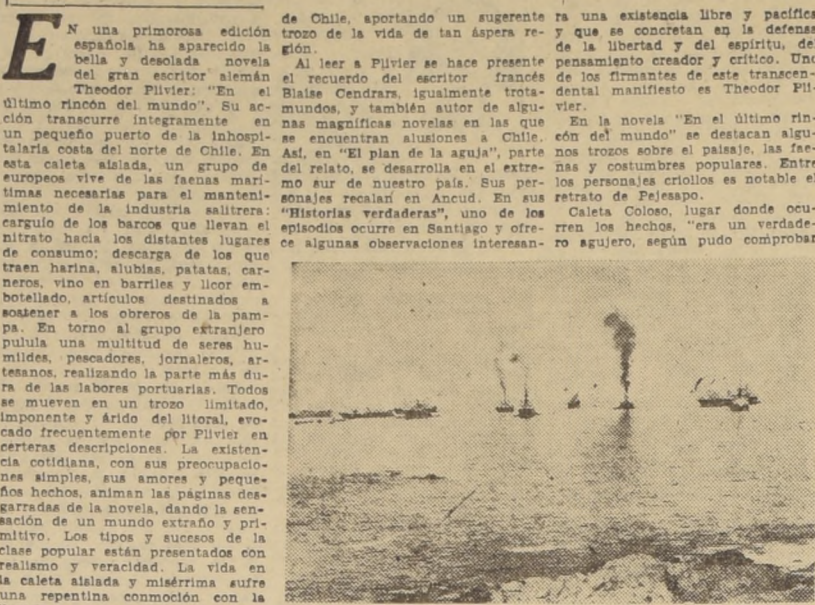 EN una primorosa edición
española ha aparecido la
bella y desolada novela
del gran escritor alemán
Theodor Plivier: "En el
último rincón del mundo". Su ac-
ción transcurre íntegramente en
un pequeño puerto de la inhospi-
talaria costa del norte de Chile. En
esta caleta aislada, un grupo de
europeos vive de las faenas marí-
timas necesarias para el manteni-
miento de la industria salitrera:
carguío de los barcos que llevan el
nitrato hacia los distantes lugares
de consumo; descarga de los que
traen harina, alubias, patatas, car-
neros, vino en barriles y licor em-
botellado, artículos destinados a
sostener a los obreros de la pam-
pa. En torno al grupo extranjero
pulula una multitud de seres hu-
mildes, pescadores, jornaleros, ar-
tesanos, realizando la parte más du-
ra de las labores portuarias. Todos
se mueven en un trozo limitado,
imponente y árido del litoral, evo-
cado frecuentemente por Plivier en
certeras descripciones. La existen-
cia cotidiana, con sus preocupacio-
nes simples, sus amores y peque-
ños hechos, animan las páginas des-
garradas de la novela, dando la sen-
sación de un mundo extraño y pri-
mitivo. Los tipos y sucesos de la
clase popular están presentados con
realismo y veracidad. La vida en
la caleta aislada y misérrima sufre
una repentina conmoción con la
de Chile, aportando un sugerente
trozo de la vida de tan áspera re-
gión.
Al leer a Plivier se hace presente
el recuerdo del escritor francés
Blaise Cendrars, igualmente trota-
mundos, y también autor de algu-
nas magníficas novelas en las que
se encuentran alusiones a Chile.
Así, en "El plan de la aguja", parte
del relato, se desarrolla en el extre-
mo sur de nuestro país. Sus per-
sonajes recalan en Ancud. En sus
"Historias verdaderas", uno de los
episodios ocurre en Santiago y ofre-
ce algunas observaciones interesan-
ra una existencia libre y pacífica
y que se concretan en la defensa
de la libertad y del espíritu, del
pensamiento creador y crítico. Uno
de los firmantes de este transcen-
dental manifiesto es Theodor Pli-
vier.
En la novela "En el último rin-
cón del mundo" se destacan algu-
nos trozos sobre el paisaje, las fae-
nas y costumbres populares. Entre
los personajes criollos es notable el
retrato de Pejesapo.
Caleta Coloso, lugar donde ocu-
rren los hechos, "era un verdade-
ro agujero, según pudo comprobar